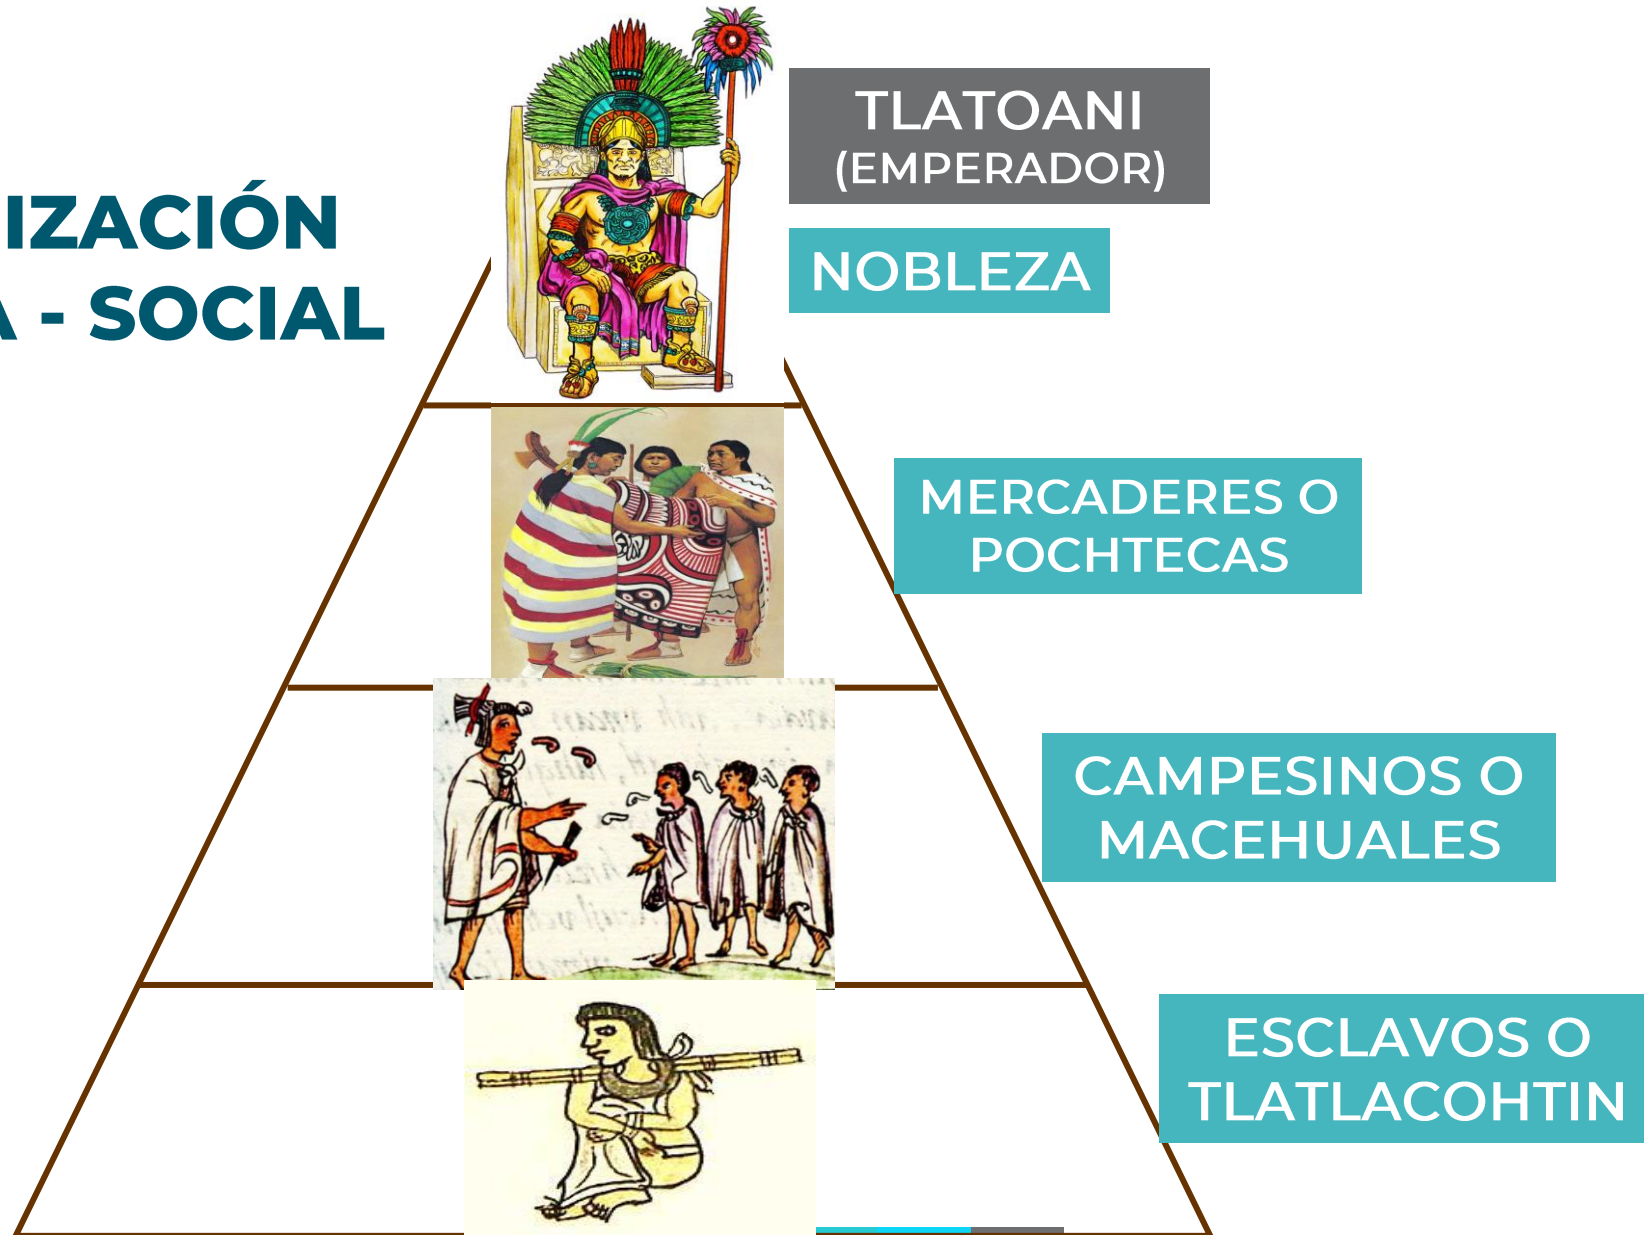 IZACIÓN
A - SOCIAL
TLATOANI
(EMPERADOR)
NOBLEZA
MERCADERES O
POCHTECAS
CAMPESINOS O
MACEHUALES
ESCLAVOS O
TLATLACOHTIN